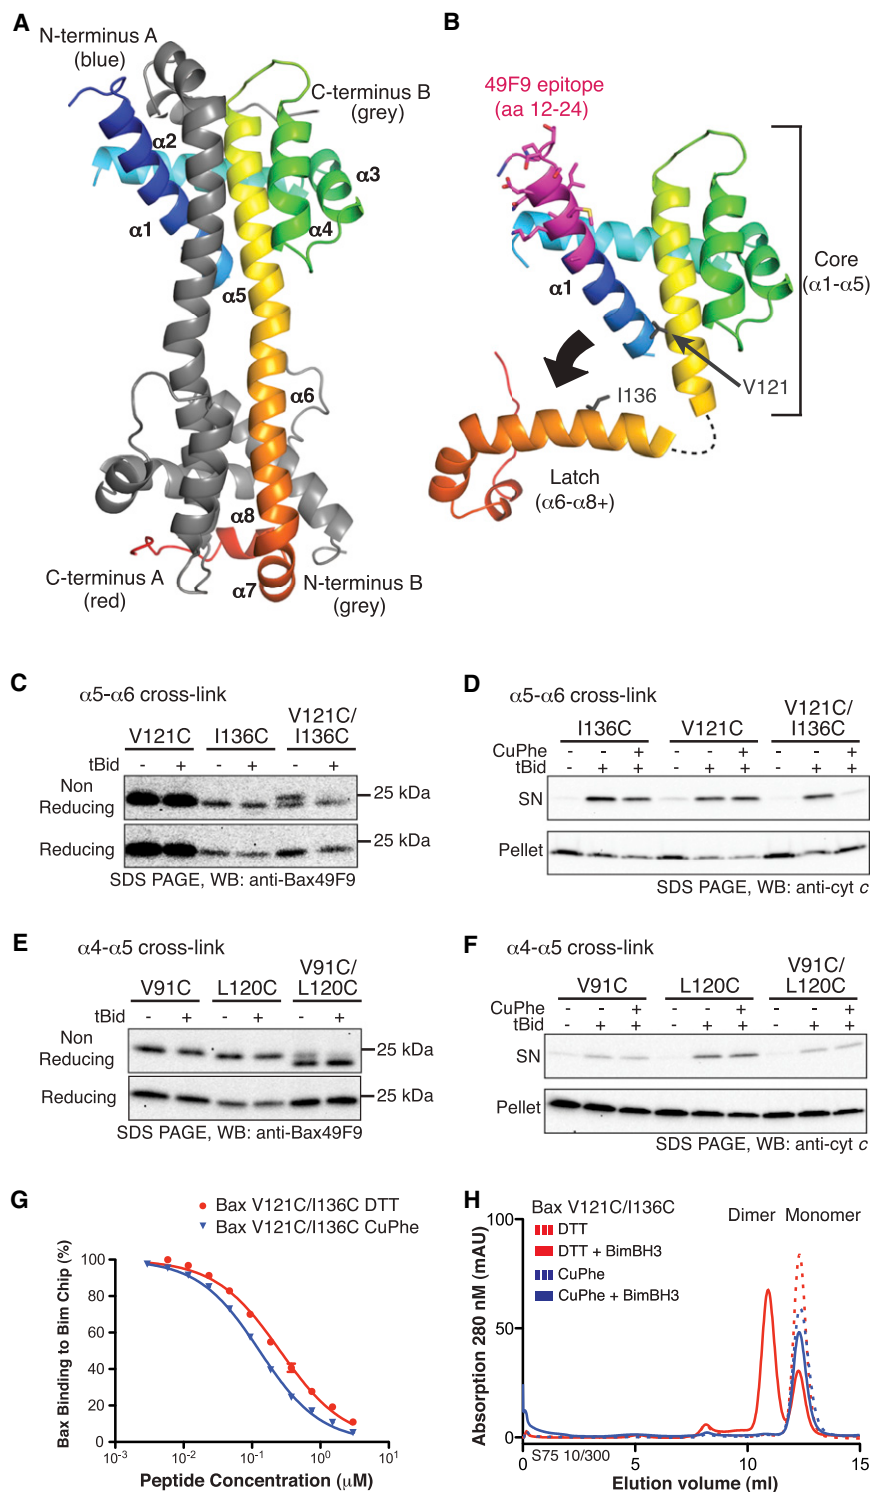 A
N-terminus A
(blue)
C-terminus B
(grey)
α2
α3
α1
α4
α5
α6
α8
C-terminus A
(red)
α7
N-terminus B
(grey)
B
49F9 epitope
(aa 12-24)
α1
Core
(α1-α5)
I136
V121
Latch
(α6-α8+)
C
α5-α6 cross-link
V121C I136C V121C/
I136C
tBid - + - + - +
Non
Reducing
25 kDa
Reducing
25 kDa
SDS PAGE, WB: anti-Bax49F9
D
α5-α6 cross-link
I136C V121C V121C/
I136C
CuPhe - - + - - + - - +
tBid - + + - + + - + +
SN
Pellet
SDS PAGE, WB: anti-cyt c
E
α4-α5 cross-link
V91C L120C V91C/
L120C
tBid - + - + - +
Non
Reducing
25 kDa
Reducing
25 kDa
SDS PAGE, WB: anti-Bax49F9
F
α4-α5 cross-link
V91C L120C V91C/
L120C
CuPhe - - + - - + - - +
tBid - + + - + + - + +
SN
Pellet
SDS PAGE, WB: anti-cyt c
G
Bax V121C/I136C DTT
Bax V121C/I136C CuPhe
Bax Binding to Bim Chip (%)
100
80
60
40
20
0
10-3 10-2 10-1 100 101
Peptide Concentration (μM)
H
Bax V121C/I136C
DTT
DTT + BimBH3
CuPhe
CuPhe + BimBH3
Dimer Monomer
Absorption 280 nM (mAU)
100
50
0
S75 10/300
0 5 10 15
Elution volume (ml)